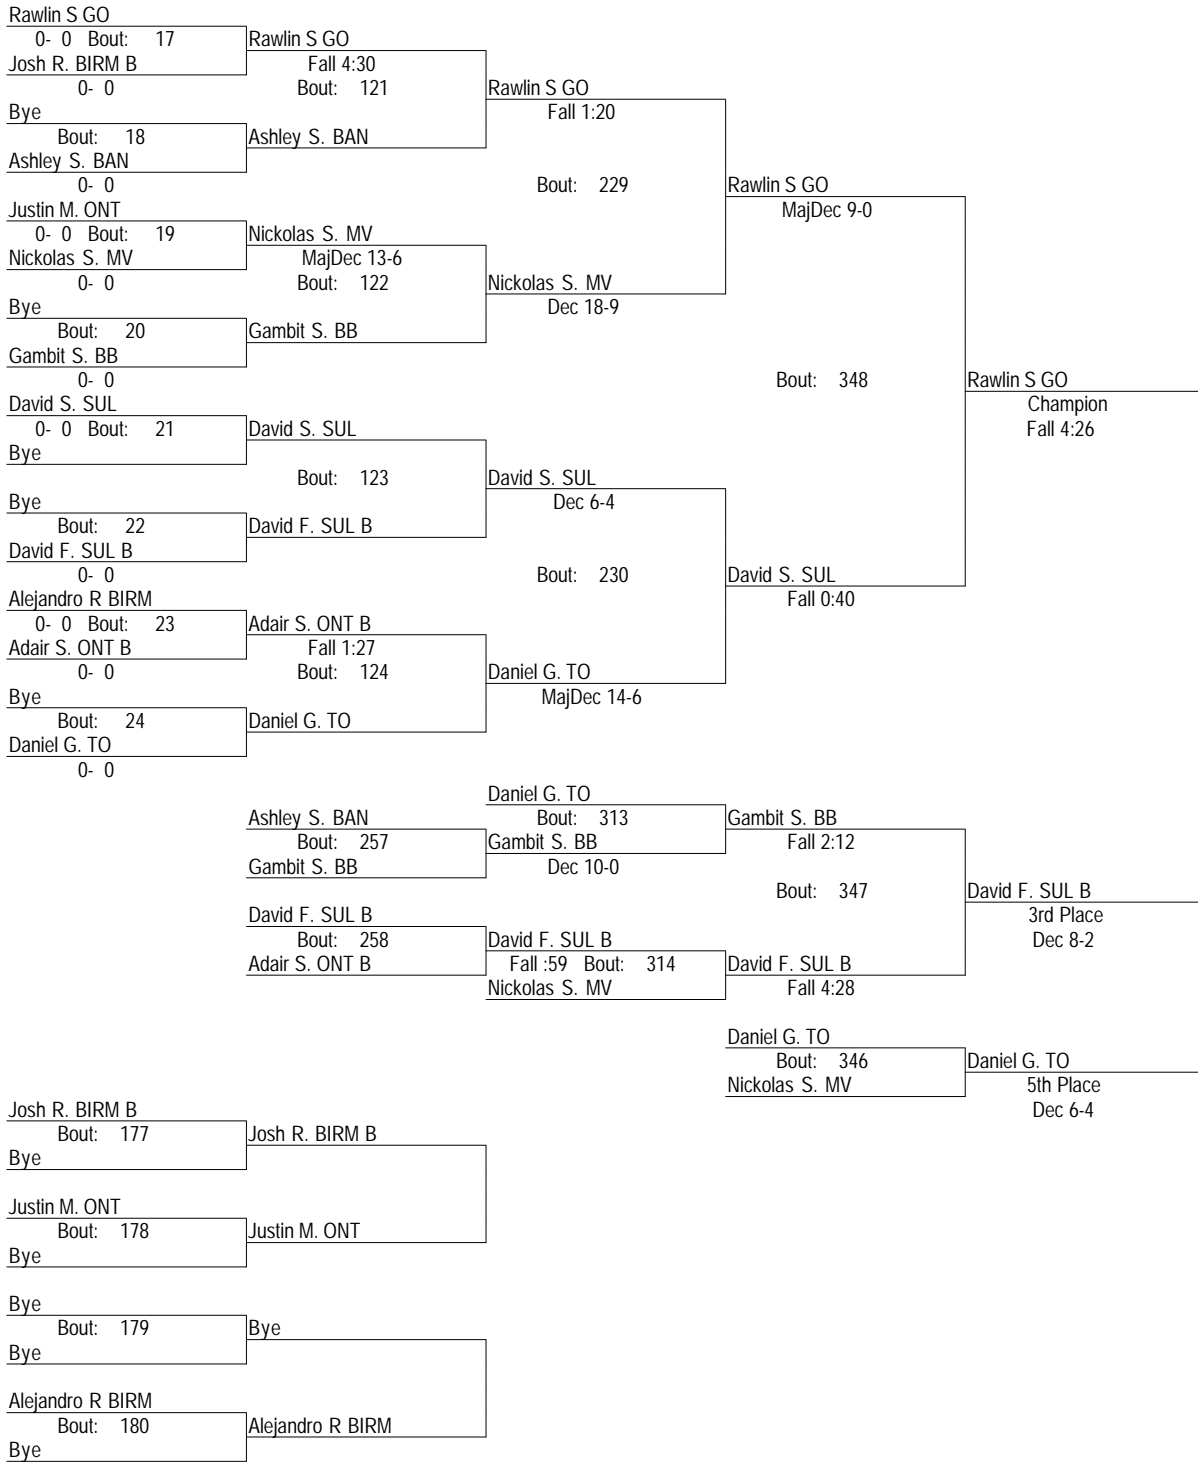 Rawlin S GO
0- 0 Bout: 17
Rawlin S GO
Josh R. BIRM B
Fall 4:30
0- 0
Bout: 121
Rawlin S GO
Bye
Fall 1:20
Bout: 18
Ashley S. BAN
Ashley S. BAN
0- 0
Bout: 229
Rawlin S GO
Justin M. ONT
MajDec 9-0
0- 0 Bout: 19
Nickolas S. MV
Nickolas S. MV
MajDec 13-6
0- 0
Bout: 122
Nickolas S. MV
Bye
Dec 18-9
Bout: 20
Gambit S. BB
Gambit S. BB
0- 0
Bout: 348
Rawlin S GO
David S. SUL
Champion
0- 0 Bout: 21
David S. SUL
Fall 4:26
Bye
Bout: 123
David S. SUL
Bye
Dec 6-4
Bout: 22
David F. SUL B
David F. SUL B
0- 0
Bout: 230
David S. SUL
Alejandro R BIRM
Fall 0:40
0- 0 Bout: 23
Adair S. ONT B
Adair S. ONT B
Fall 1:27
0- 0
Bout: 124
Daniel G. TO
Bye
MajDec 14-6
Bout: 24
Daniel G. TO
Daniel G. TO
0- 0
Daniel G. TO
Ashley S. BAN
Bout: 313
Gambit S. BB
Bout: 257
Gambit S. BB
Fall 2:12
Gambit S. BB
Dec 10-0
Bout: 347
David F. SUL B
David F. SUL B
3rd Place
Bout: 258
David F. SUL B
Dec 8-2
Adair S. ONT B
Fall :59 Bout: 314
David F. SUL B
Nickolas S. MV
Fall 4:28
Daniel G. TO
Bout: 346
Daniel G. TO
Nickolas S. MV
5th Place
Dec 6-4
Josh R. BIRM B
Bout: 177
Josh R. BIRM B
Bye
Justin M. ONT
Bout: 178
Justin M. ONT
Bye
Bye
Bout: 179
Bye
Bye
Alejandro R BIRM
Bout: 180
Alejandro R BIRM
Bye